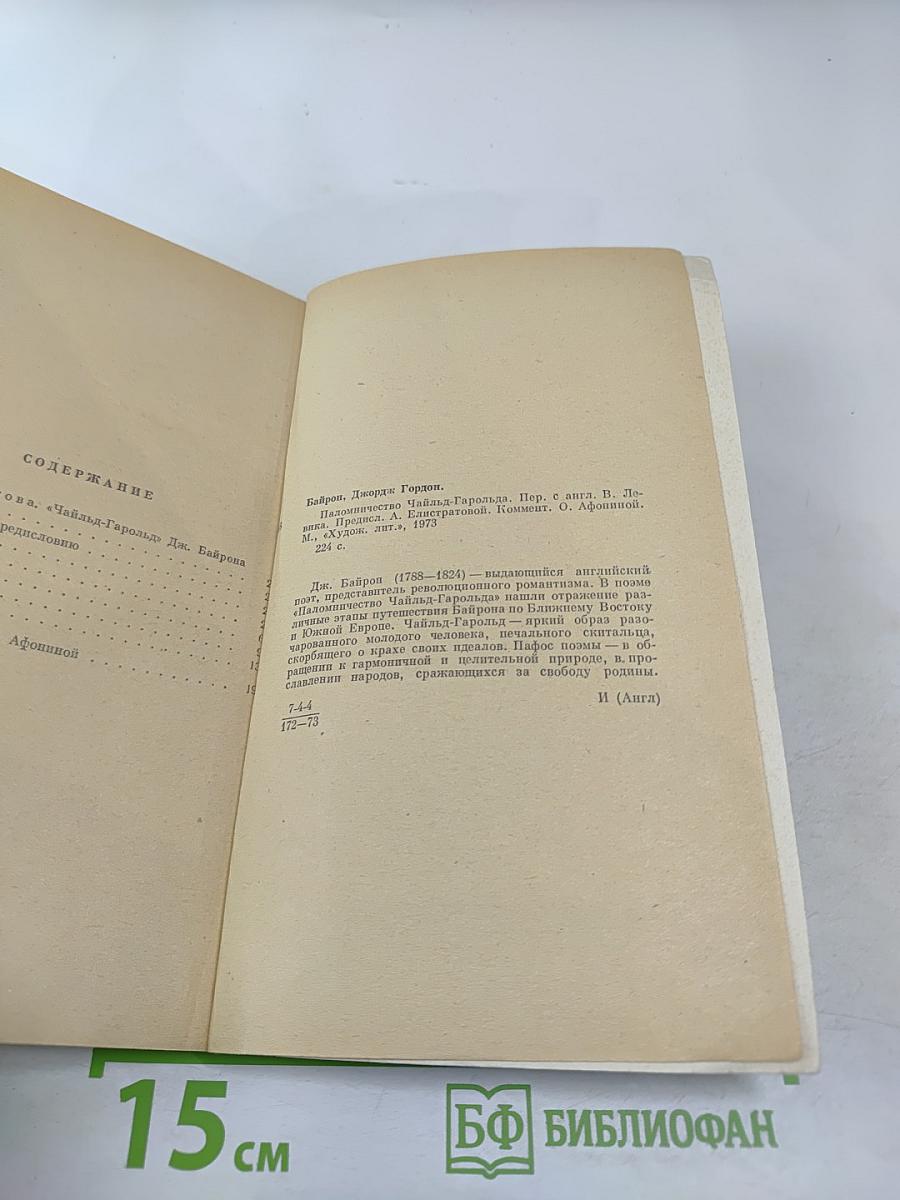 СОДЕРЖАНИЕ
ова. «Чайльд-Гарольд» Дж. Байрона
редисловию
Афониной
Байрон, Джордж Гордон.
Паломничество Чайльд-Гарольда. Пер. с англ. В. Ле-
вика. Предисл. А. Елистратовой. Коммент. О. Афониной.
М., «Худож. лит.», 1973
224 с.
Дж. Байрон (1788—1824) — выдающийся английский
поэт, представитель революционного романтизма. В поэме
«Паломничество Чайльд-Гарольда» нашли отражение раз-
личные этапы путешествия Байрона по Ближнему Востоку
и Южной Европе. Чайльд-Гарольд — яркий образ разо-
чарованного молодого человека, печального скитальца,
скорбящего о крахе своих идеалов. Пафос поэмы — в об-
ращении к гармоничной и целительной природе, в про-
славлении народов, сражающихся за свободу родины.
7-4-4
172—73
И (Англ)
15 см
БФ БИБЛИОФАН